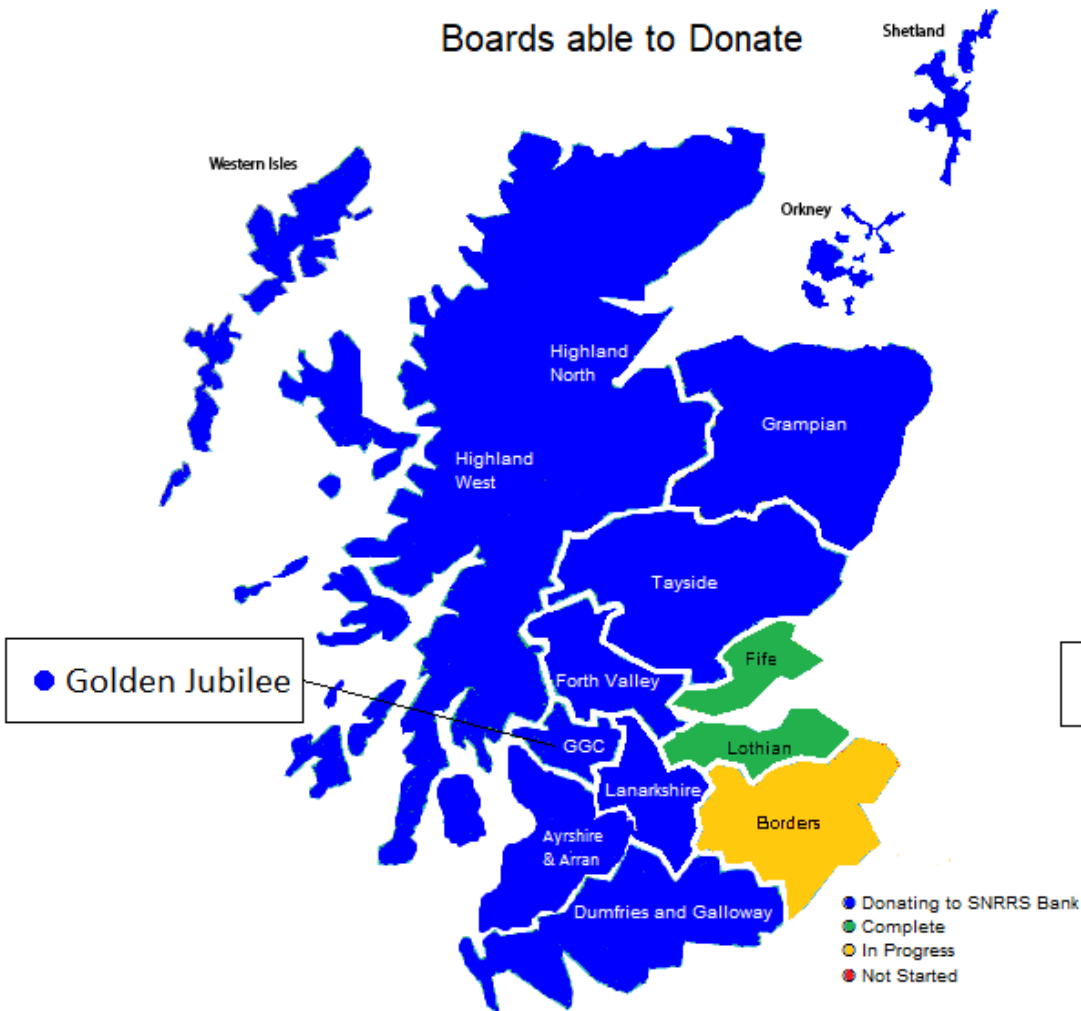 Boards able to Donate
Shetland
Western Isles
Orkney
Highland
North
Grampian
Highland
West
Tayside
Fife
Golden Jubilee
Forth Valley
GGC
Lothian
Lanarkshire
Borders
Ayrshire
& Arran
Dumfries and Galloway
Donating to SNRRS Bank
Complete
In Progress
Not Started